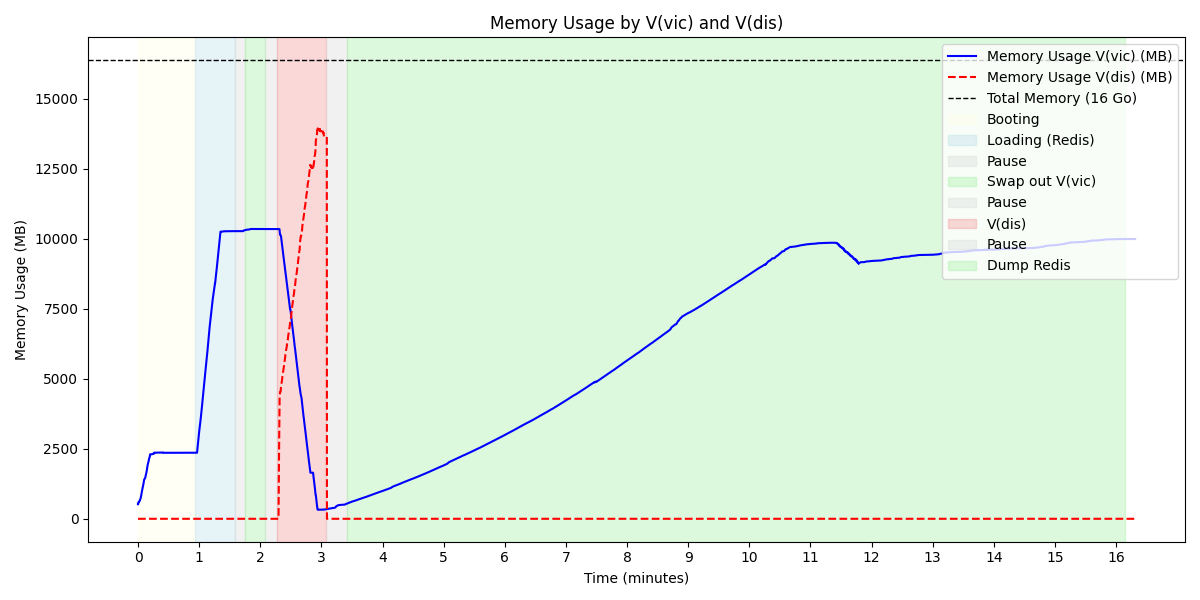 Memory Usage by V(vic) and V(dis)
Memory Usage (MB)
15000
12500
10000
7500
5000
2500
0
Memory Usage V(vic) (MB)
Memory Usage V(dis) (MB)
Total Memory (16 Go)
Booting
Loading (Redis)
Pause
Swap out V(vic)
Pause
V(dis)
Pause
Dump Redis
0 1 2 3 4 5 6 7 8 9 10 11 12 13 14 15 16
Time (minutes)